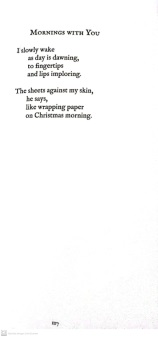 MORNINGS WITH YOU
I slowly wake
as day is dawning,
to fingertips
and lips imploring.
The sheets against my skin,
he says,
like wrapping paper
on Christmas morning.